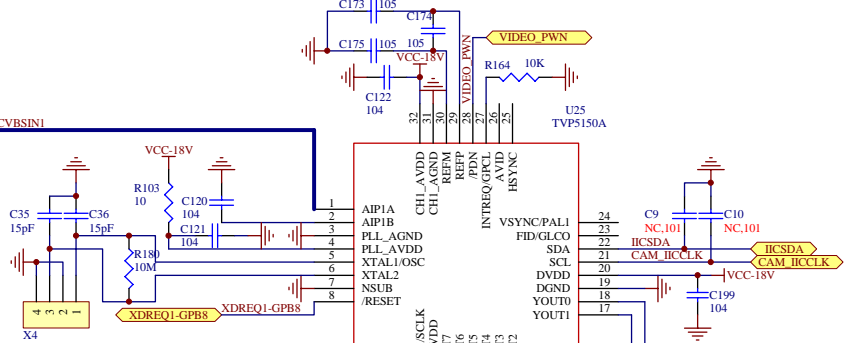 C173 105
C174
105
C175
VCC-18V
C122
104
VIDEO_PWN
VIDEO_PWN
R164 10K
U25
TVP5150A
CVBSIN1
32
31
30
29
28
27
26
25
CH1_AVDD
CH1_AGND
REFM
REFP
/PDN
INTREQ/GPCL
AVID
HSYNC
VCC-18V
R103
10
C120
104
C121
104
C35
15pF
C36
15pF
R180
10M
4
3
2
1
X4
XDREQ1-GPB8
XDREQ1-GPB8
1 AIP1A
2 AIP1B
3 PLL_AGND
4 PLL_AVDD
5 XTAL1/OSC
6 XTAL2
7 NSUB
8 /RESET
VSYNC/PAL1 24
FID/GLCO 23
SDA 22
SCL 21
DVDD 20
DGND 19
YOUT0 18
YOUT1 17
IICSDA
CAM_IICCLK
C9
NC,101
C10
NC,101
IICSDA
CAM_IICCLK
VCC-18V
C199
104
/SCLK